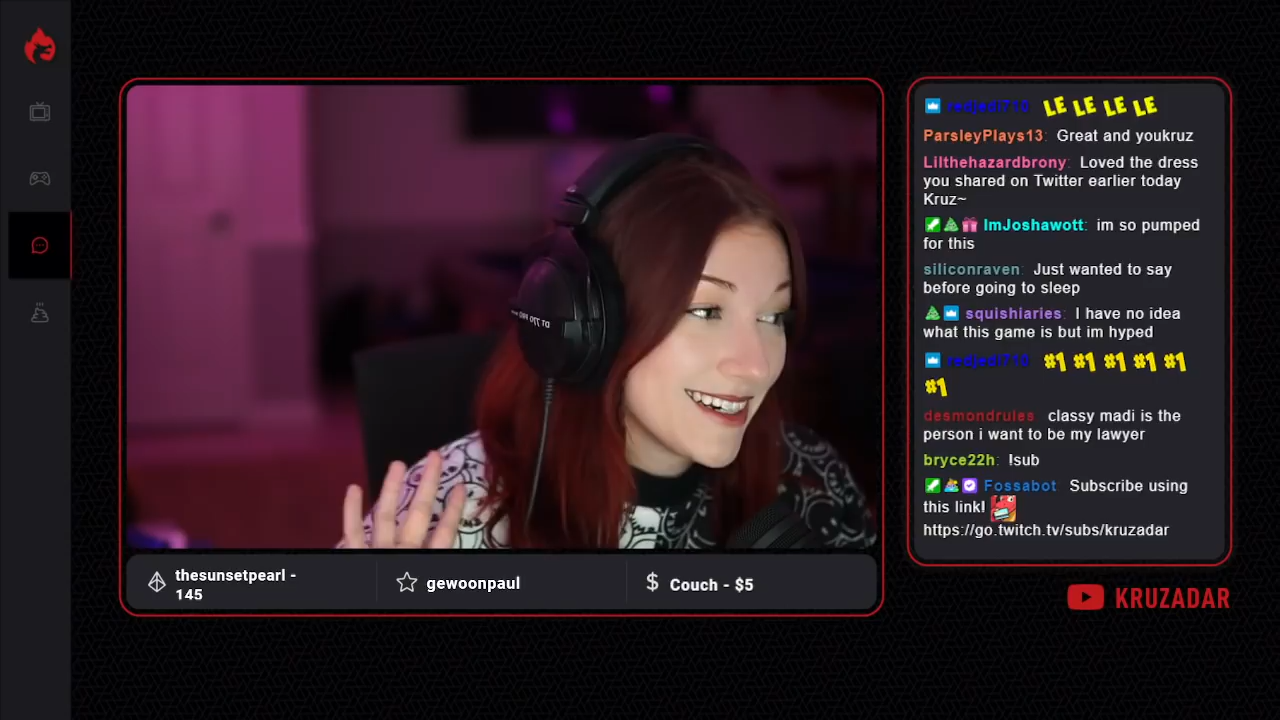 redjedi713 LE LE LE LE
ParsleyPlays13: Great and youkruz
Lilthehazardbrony: Loved the dress
you shared on Twitter earlier today
Kruz~
ImJoshawott: im so pumped
for this
siliconraven: Just wanted to say
before going to sleep
squishiaries: I have no idea
what this game is but im hyped
#1 #1 #1 #1 #1
#1
desmondrules classy madi is the
person i want to be my lawyer
bryce22h: !sub
Fossabot: Subscribe using
this link!
https://go.twitch.tv/subs/kruzadar
DT 770 PRO
thesunsetpearl -
145
gewoonpaul
$ Couch - $5
KRUZADAR